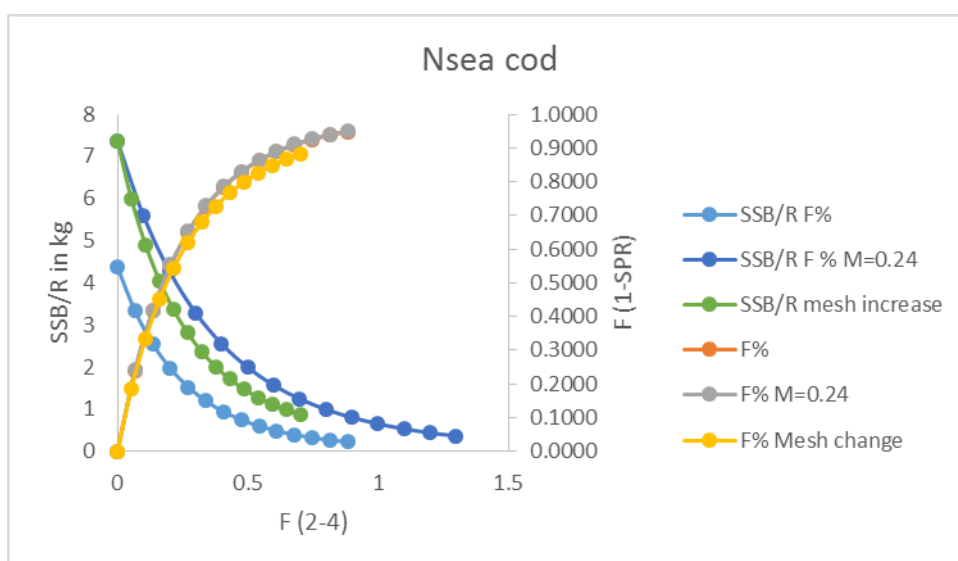 Nsea cod
SSB/R in kg
8
7
6
5
4
3
2
1
0
1.0000
0.9000
0.8000
0.7000
0.6000
0.5000
0.4000
0.3000
0.2000
0.1000
0.0000
F (1-SPR)
0 0.5 1 1.5
F (2-4)
SSB/R F%
SSB/R F % M=0.24
SSB/R mesh increase
F%
F% M=0.24
F% Mesh change